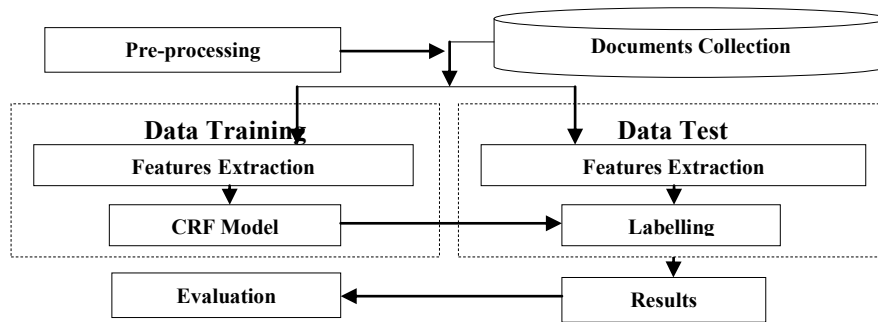 Pre-processing
Documents Collection
Data Training
Data Test
Features Extraction
Features Extraction
CRF Model
Labelling
Evaluation
Results